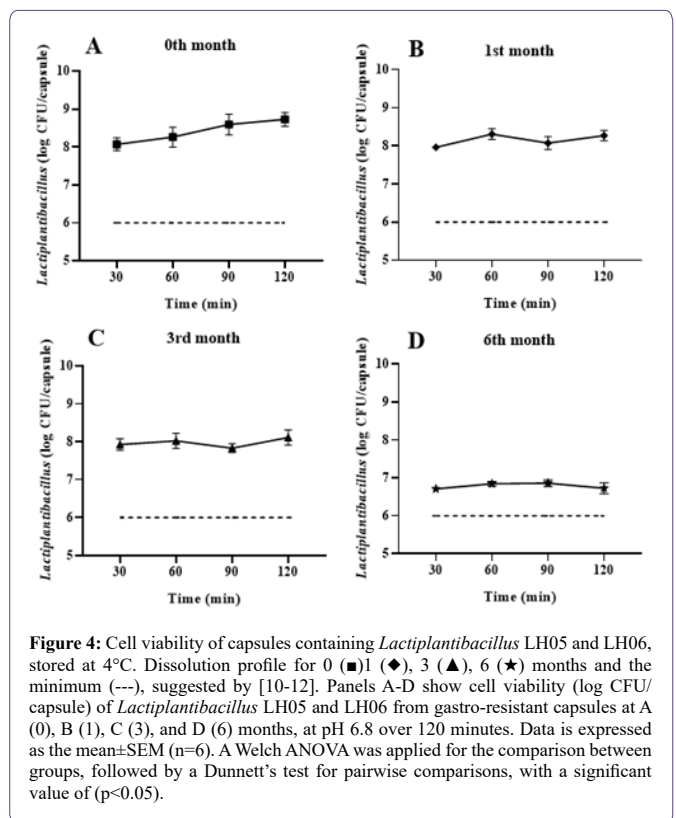 A
0th month
Lactiplantibacillus (log CFU/capsule)
10
9
8
7
6
5
30 60 90 120
Time (min)
B
1st month
Lactiplantibacillus (log CFU/capsule)
10
9
8
7
6
5
30 60 90 120
Time (min)
C
3rd month
Lactiplantibacillus (log CFU/capsule)
10
9
8
7
6
5
30 60 90 120
Time (min)
D
6th month
Lactiplantibacillus (log CFU/capsule)
10
9
8
7
6
5
30 60 90 120
Time (min)
Figure 4: Cell viability of capsules containing Lactiplantibacillus LH05 and LH06,
stored at 4°C. Dissolution profile for 0 (■)1 (◆), 3 (▲), 6 (★) months and the
minimum (---), suggested by [10-12]. Panels A-D show cell viability (log CFU/
capsule) of Lactiplantibacillus LH05 and LH06 from gastro-resistant capsules at A
(0), B (1), C (3), and D (6) months, at pH 6.8 over 120 minutes. Data is expressed
as the mean±SEM (n=6). A Welch ANOVA was applied for the comparison between
groups, followed by a Dunnett’s test for pairwise comparisons, with a significant
value of (p<0.05).